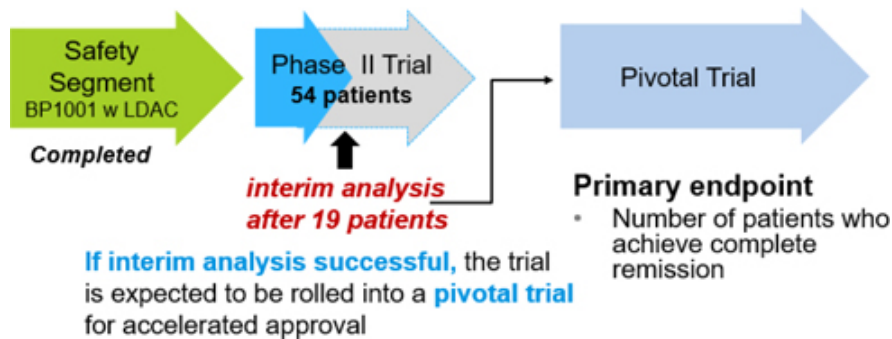 Safety
Segment
BP1001 w LDAC
Completed
Phase II Trial
54 patients
interim analysis
after 19 patients
If interim analysis successful, the trial
is expected to be rolled into a pivotal trial
for accelerated approval
Pivotal Trial
Primary endpoint
• Number of patients who
achieve complete
remission